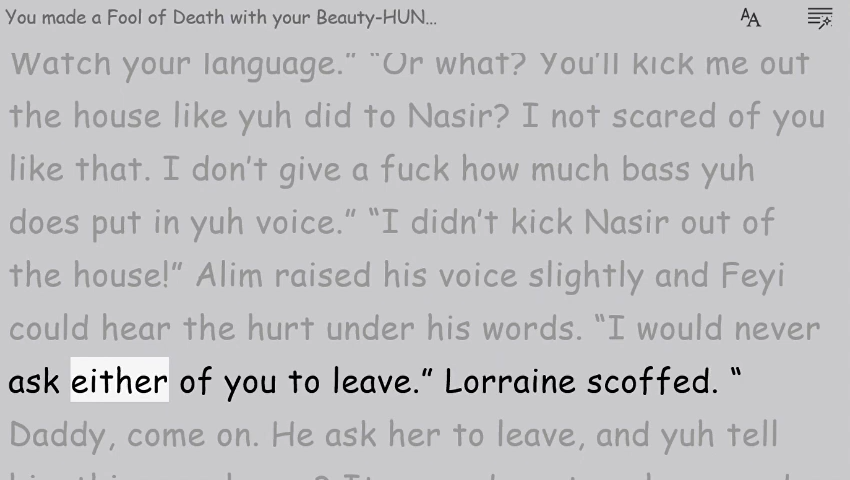 You made a Fool of Death with your Beauty-HUN...
AA
Watch your language.” “Or what? You’ll kick me out
the house like yuh did to Nasir? I not scared of you
like that. I don’t give a fuck how much bass yuh
does put in yuh voice.” “I didn’t kick Nasir out of
the house!” Alim raised his voice slightly and Feyi
could hear the hurt under his words. “I would never
ask either of you to leave.” Lorraine scoffed. “
Daddy, come on. He ask her to leave, and yuh tell